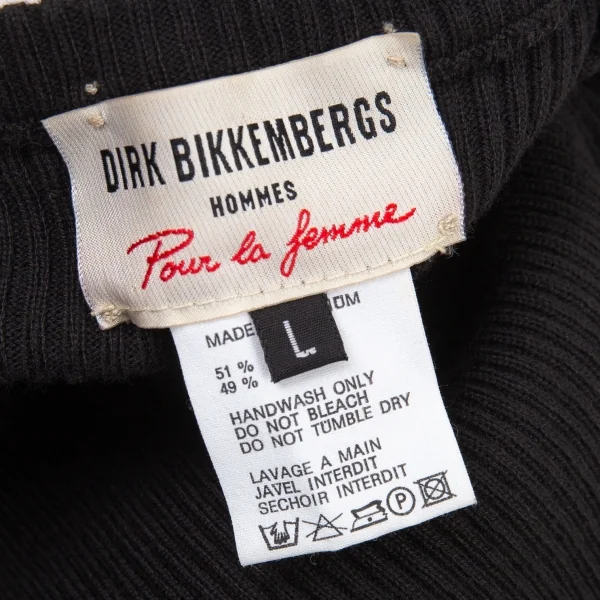 DIRK BIKKEMBERGS
HOMMES
Pour la femme
L
MADE
51 %
49 %
HANDWASH ONLY
DO NOT BLEACH
DO NOT TUMBLE DRY
LAVAGE A MAIN
JAVEL INTERDIT
SECHOIR INTERDIT
P